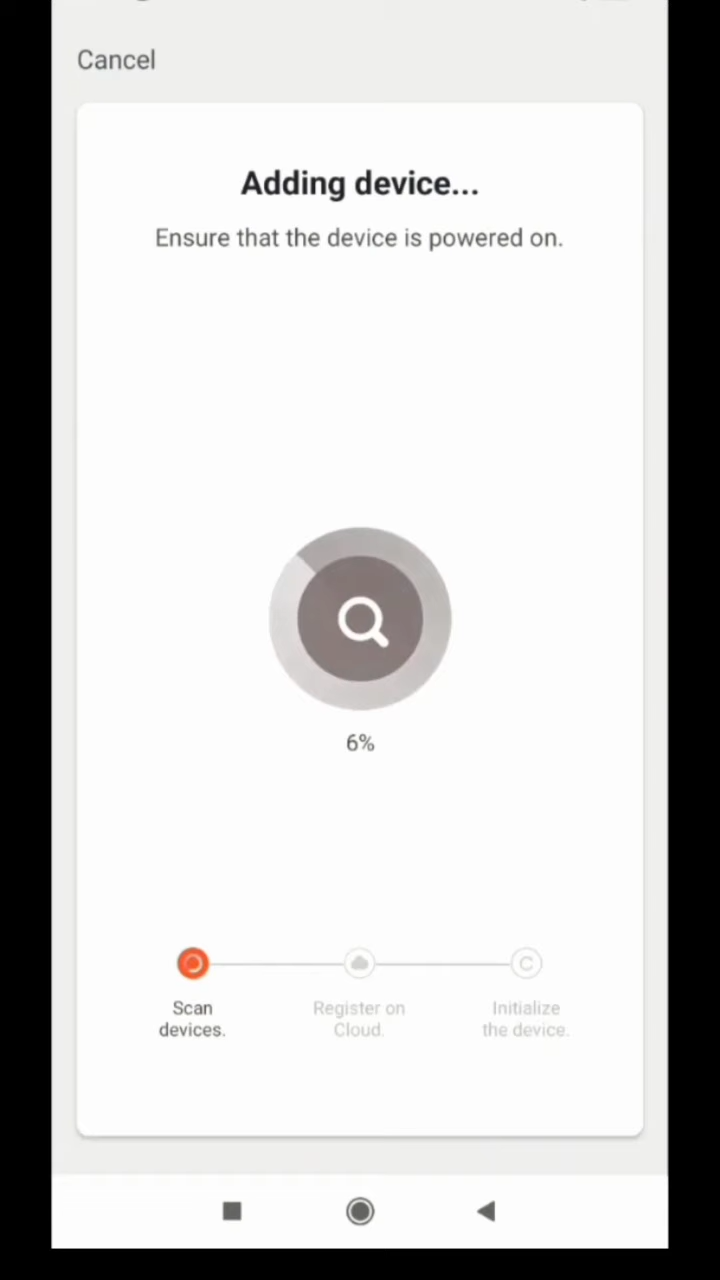 Cancel
Adding device...
Ensure that the device is powered on.
6%
Scan
devices.
Register on
Cloud.
Initialize
the device.